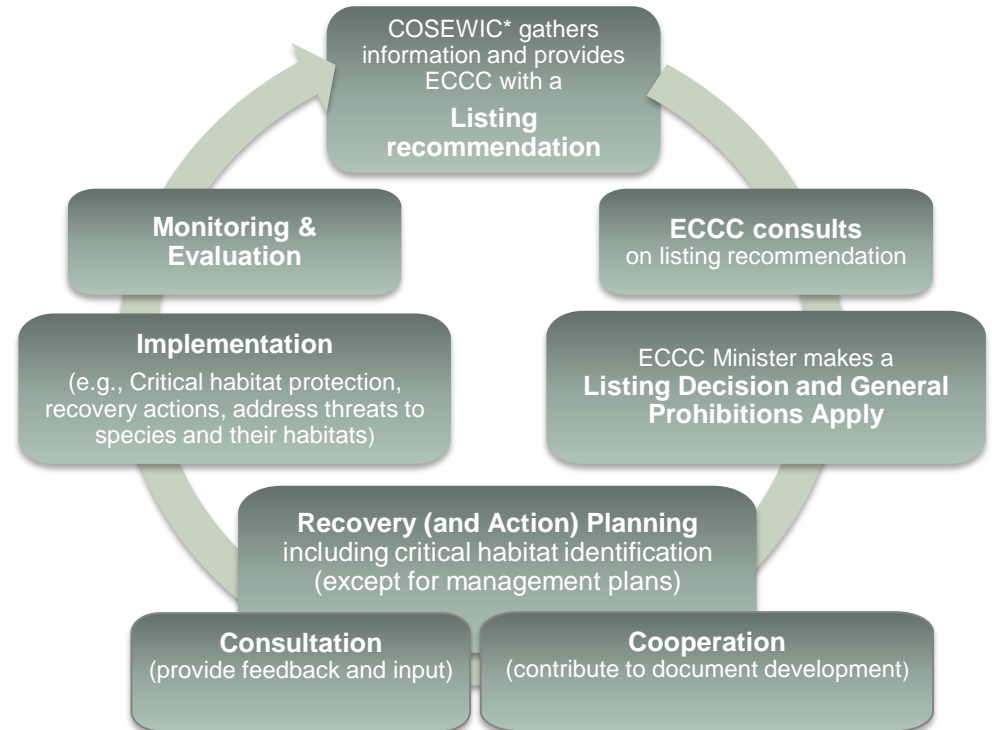 COSEWIC* gathers
information and provides
ECCC with a
Listing
recommendation
ECCC consults
on listing recommendation
ECCC Minister makes a
Listing Decision and General
Prohibitions Apply
Recovery (and Action) Planning
including critical habitat identification
(except for management plans)
Cooperation
(contribute to document development)
Consultation
(provide feedback and input)
Implementation
(e.g., Critical habitat protection,
recovery actions, address threats to
species and their habitats)
Monitoring &
Evaluation